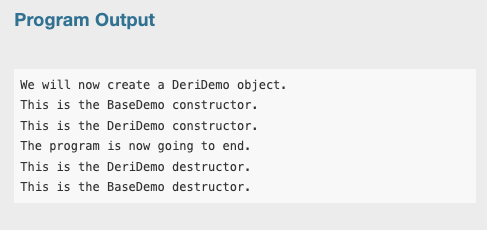 Program Output
We will now create a DeriDemo object.
This is the BaseDemo constructor.
This is the DeriDemo constructor.
The program is now going to end.
This is the DeriDemo destructor.
This is the BaseDemo destructor.